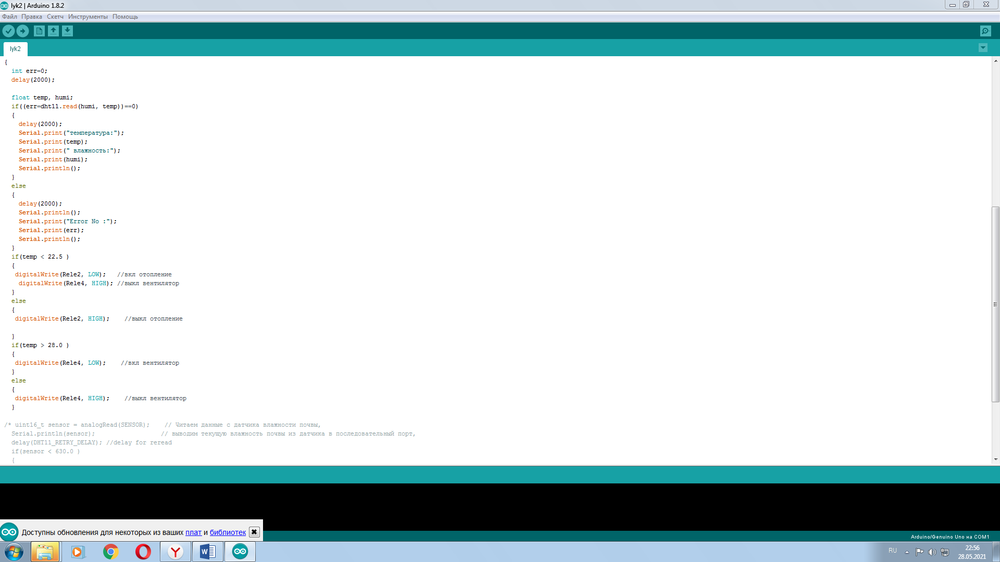 lyk2 | Arduino 1.8.2
Файл Правка Скетч Инструменты Помощь
lyk2
{
int err=0;
delay(2000);
float temp, humi;
if((err=dht11.read(humi, temp))==0)
{
delay(2000);
Serial.print("температура:");
Serial.print(temp);
Serial.print(" влажность:");
Serial.print(humi);
Serial.println();
}
else
{
delay(2000);
Serial.println();
Serial.print("Error No :");
Serial.print(err);
Serial.println();
}
if(temp < 22.5 )
{
digitalWrite(Rele2, LOW);   //вкл отопление
digitalWrite(Rele4, HIGH); //выкл вентилятор
}
else
{
digitalWrite(Rele2, HIGH);    //выкл отопление
}
if(temp > 28.0 )
{
digitalWrite(Rele4, LOW);    //вкл вентилятор
}
else
{
digitalWrite(Rele4, HIGH);    //выкл вентилятор
}
/* uint16_t sensor = analogRead(SENSOR);    // Читаем данные с датчика влажности почвы,
Serial.println(sensor);                  // выводим текущую влажность почвы из датчика в последовательный порт,
delay(DHT11_RETRY_DELAY); //delay for reread
if(sensor < 630.0 )
{
Доступны обновления для некоторых из ваших плат и библиотек
Arduino/Genuino Uno на COM1
RU
22:56
28.05.2021